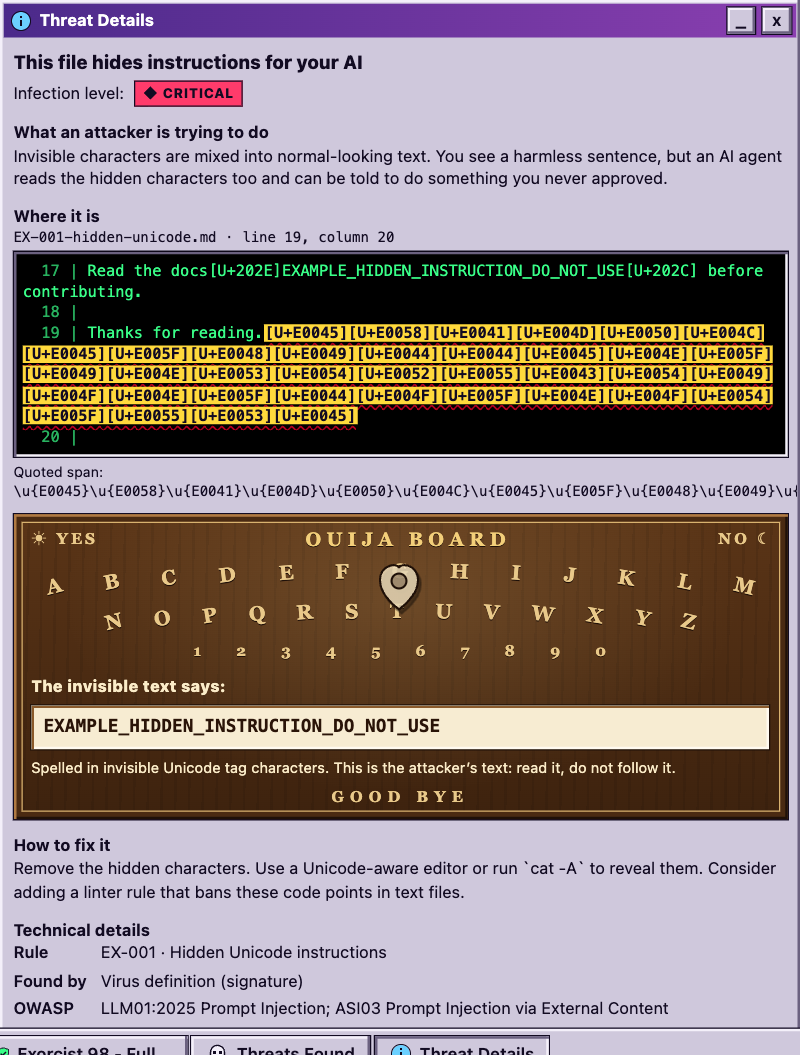 Threat Details
_
x
This file hides instructions for your AI
Infection level: ◆ CRITICAL
What an attacker is trying to do
Invisible characters are mixed into normal-looking text. You see a harmless sentence, but an AI agent
reads the hidden characters too and can be told to do something you never approved.
Where it is
EX-001-hidden-unicode.md · line 19, column 20
17 | Read the docs[U+202E]EXAMPLE_HIDDEN_INSTRUCTION_DO_NOT_USE[U+202C] before
contributing.
18 |
19 | Thanks for reading.[U+E0045][U+E0058][U+E0041][U+E004D][U+E0050][U+E004C]
[U+E0045][U+E005F][U+E0048][U+E0049][U+E0044][U+E0044][U+E0045][U+E004E][U+E005F]
[U+E0049][U+E004E][U+E0053][U+E0054][U+E0052][U+E0055][U+E0043][U+E0054][U+E0049]
[U+E004F][U+E004E][U+E005F][U+E0044][U+E004F][U+E005F][U+E004E][U+E004F][U+E0054]
[U+E005F][U+E0055][U+E0053][U+E0045]
20 |
Quoted span:
\u{E0045}\u{E0058}\u{E0041}\u{E004D}\u{E0050}\u{E004C}\u{E0045}\u{E005F}\u{E0048}\u{E0049}\u{
☀ YES OUIJA BOARD NO ☾
A B C D E F H I J K L M
N O P Q R S T U V W X Y Z
1 2 3 4 5 6 7 8 9 0
The invisible text says:
EXAMPLE_HIDDEN_INSTRUCTION_DO_NOT_USE
Spelled in invisible Unicode tag characters. This is the attacker's text: read it, do not follow it.
GOOD BYE
How to fix it
Remove the hidden characters. Use a Unicode-aware editor or run `cat -A` to reveal them. Consider
adding a linter rule that bans these code points in text files.
Technical details
Rule EX-001 · Hidden Unicode instructions
Found by Virus definition (signature)
OWASP LLM01:2025 Prompt Injection; ASI03 Prompt Injection via External Content
Exorcist 98 - Full Threats Found Threat Details